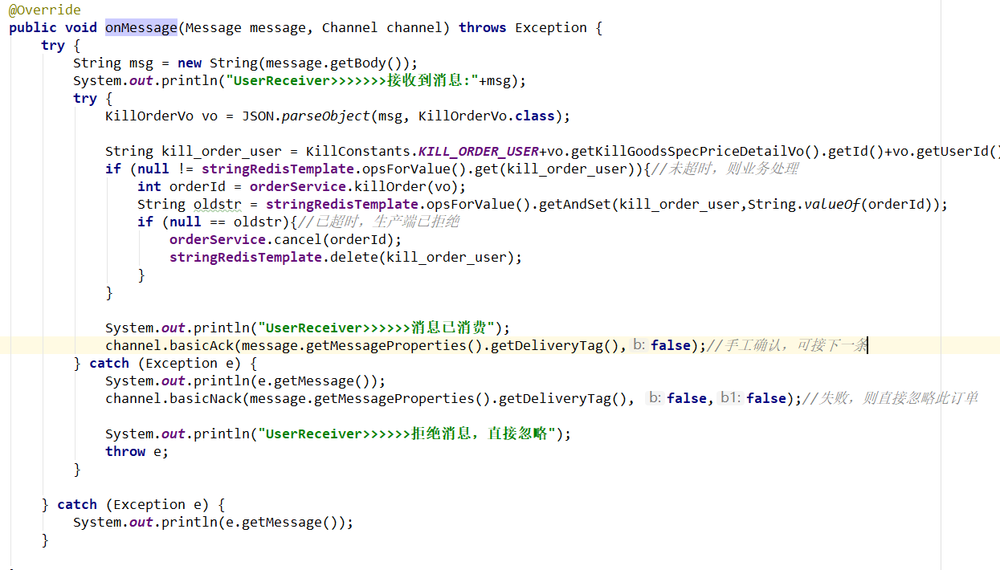 @Override
public void onMessage(Message message, Channel channel) throws Exception {
try {
String msg = new String(message.getBody());
System.out.println("UserReceiver>>>>>>>接收到消息:"+msg);
try {
KillOrderVo vo = JSON.parseObject(msg, KillOrderVo.class);
String kill_order_user = KillConstants.KILL_ORDER_USER+vo.getKillGoodsSpecPriceDetailVo().getId()+vo.getUserId()
if (null != stringRedisTemplate.opsForValue().get(kill_order_user)){//未超时，则业务处理
int orderId = orderService.killOrder(vo);
String oldstr = stringRedisTemplate.opsForValue().getAndSet(kill_order_user,String.valueOf(orderId));
if (null == oldstr){//已超时，生产端已拒绝
orderService.cancel(orderId);
stringRedisTemplate.delete(kill_order_user);
}
}
System.out.println("UserReceiver>>>>>>消息已消费");
channel.basicAck(message.getMessageProperties().getDeliveryTag(), b: false);//手工确认，可接下一条
} catch (Exception e) {
System.out.println(e.getMessage());
channel.basicNack(message.getMessageProperties().getDeliveryTag(), b: false, b1: false);//失败，则直接忽略此订单
System.out.println("UserReceiver>>>>>>拒绝消息，直接忽略");
throw e;
}
} catch (Exception e) {
System.out.println(e.getMessage());
}